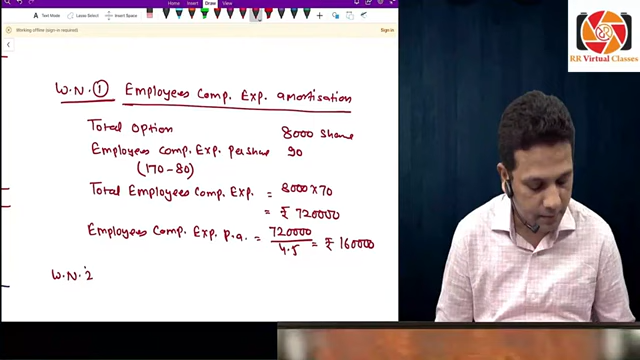 File Home Insert Draw View
Text Mode Lasso Select Insert Space
Working offline (sign in required)
Sign in
RR Virtual Classes
W.N. ① Employees Comp. Exp. amortisation
Total Option 8000 Share
Employees Comp. Exp. per share 90
(170-80)
Total Employees Comp. Exp. = 8000x70
= ₹ 720000
Employees Comp. Exp. p.a. = 720000 / 4.5 = ₹ 160000
W.N. 2